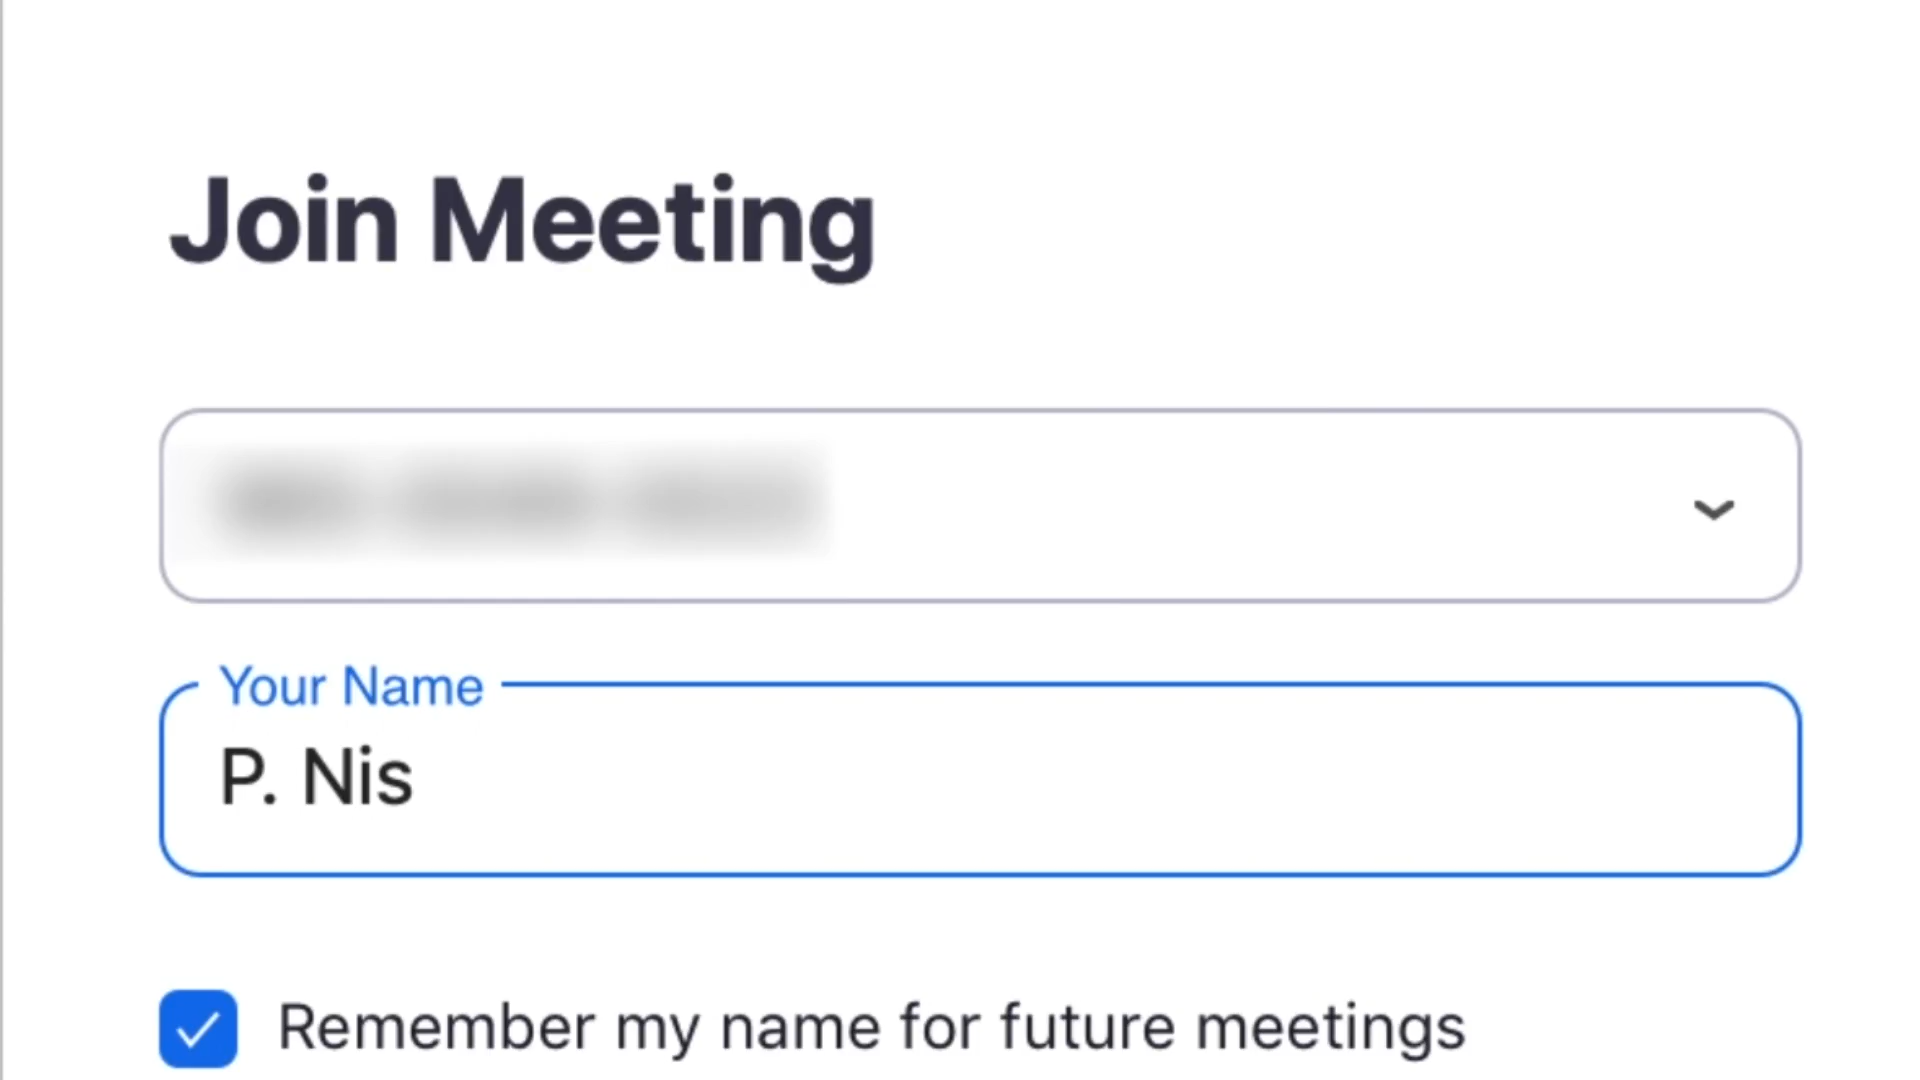 Join Meeting
Your Name
P. Nis
Remember my name for future meetings